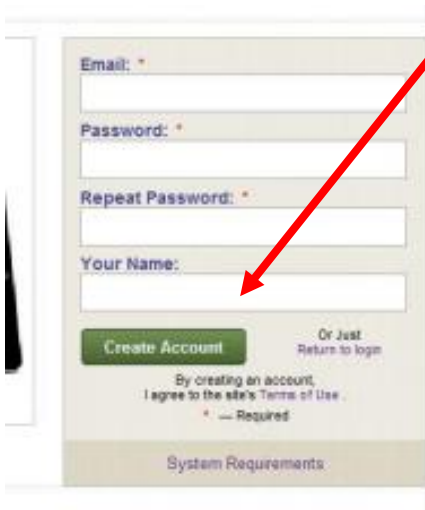 Email: *
Password: *
Repeat Password: *
Your Name:
Create Account
Or Just
Return to login
By creating an account,
I agree to the site's Terms of Use .
* — Required
System Requirements